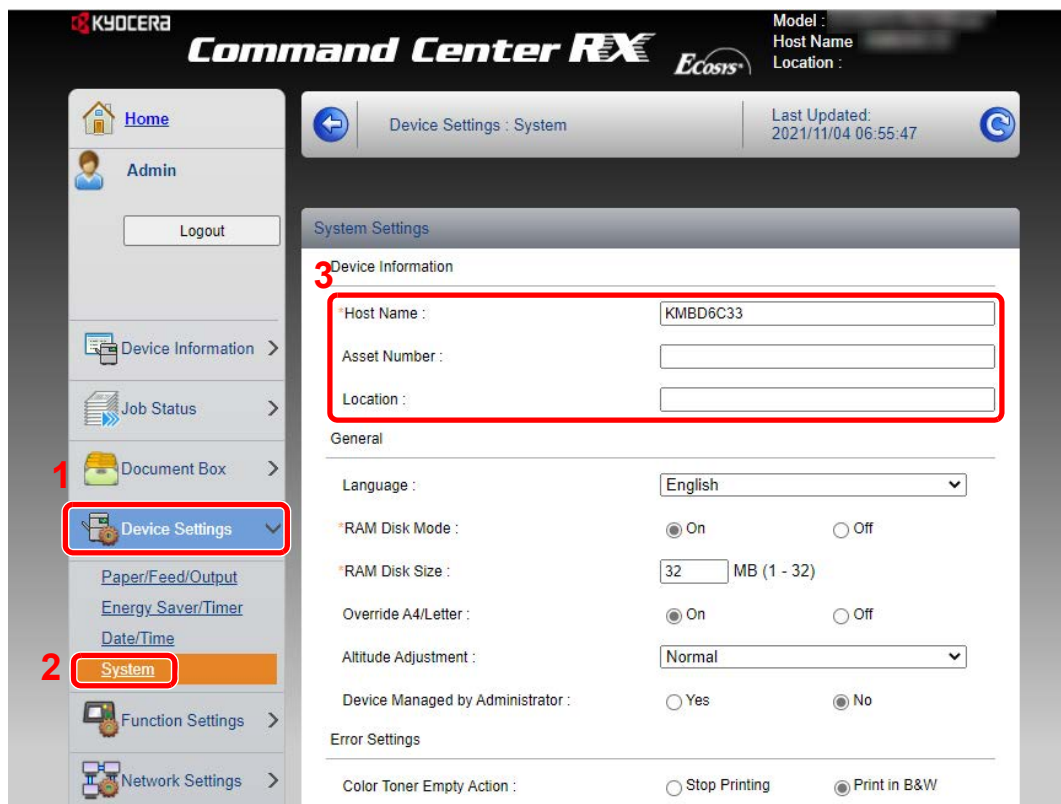 KYOCERA
Command Center RX
Ecosys
Model :
Host Name
Location :
Home
Admin
Logout
Device Settings : System
Last Updated:
2021/11/04 06:55:47
System Settings
3
Device Information
*Host Name : KMBD6C33
Asset Number :
Location :
General
Language : English
*RAM Disk Mode : On Off
*RAM Disk Size : 32 MB (1 - 32)
Override A4/Letter : On Off
Altitude Adjustment : Normal
Device Managed by Administrator : Yes No
Error Settings
Color Toner Empty Action : Stop Printing Print in B&W
Device Information
Job Status
1
Document Box
Device Settings
Paper/Feed/Output
Energy Saver/Timer
Date/Time
2
System
Function Settings
Network Settings